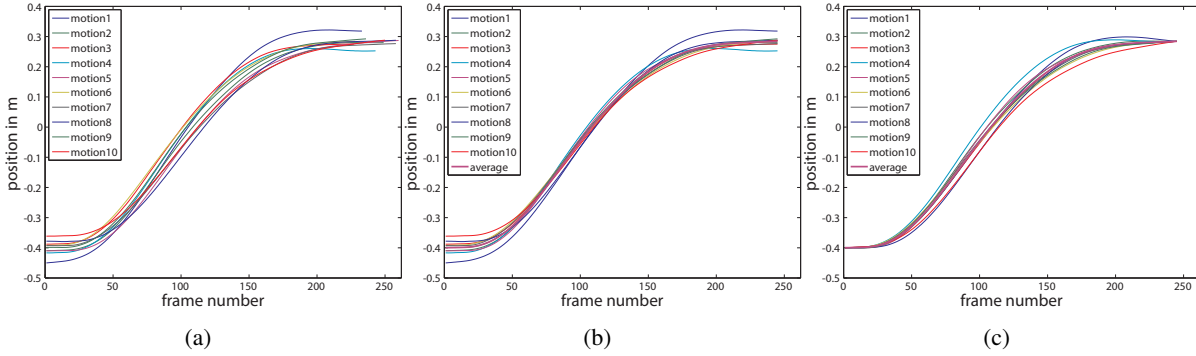 0.4
0.3
0.2
0.1
0
-0.1
-0.2
-0.3
-0.4
-0.5
position in m
motion1
motion2
motion3
motion4
motion5
motion6
motion7
motion8
motion9
motion10
0 50 100 150 200 250
frame number
(a)
0.4
0.3
0.2
0.1
0
-0.1
-0.2
-0.3
-0.4
-0.5
position in m
motion1
motion2
motion3
motion4
motion5
motion6
motion7
motion8
motion9
motion10
average
0 50 100 150 200 250
frame number
(b)
0.4
0.3
0.2
0.1
0
-0.1
-0.2
-0.3
-0.4
-0.5
position in m
motion1
motion2
motion3
motion4
motion5
motion6
motion7
motion8
motion9
motion10
average
0 50 100 150 200 250
frame number
(c)